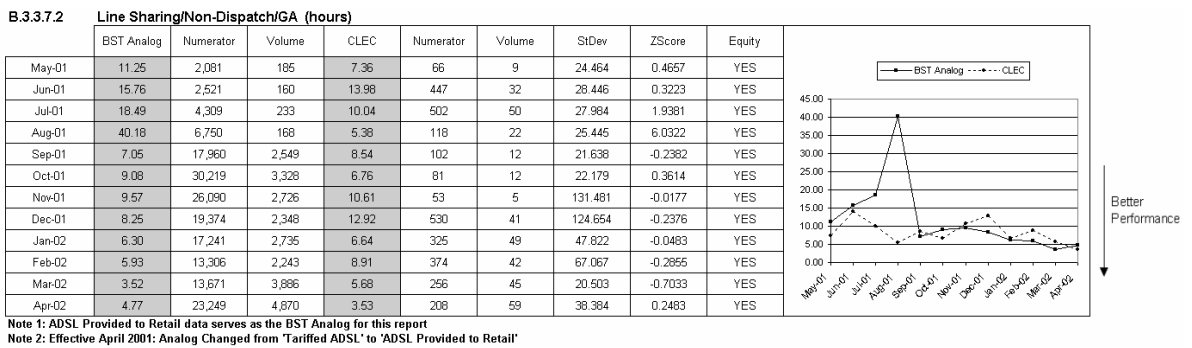 B.3.3.7.2 Line Sharing/Non-Dispatch/GA (hours)
BST Analog Numerator Volume CLEC Numerator Volume StDev ZScore Equity
May-01 11.25 2,081 185 7.36 66 9 24.464 0.4657 YES
Jun-01 15.76 2,521 160 13.98 447 32 28.446 0.3223 YES
Jul-01 18.49 4,309 233 10.04 502 50 27.984 1.9381 YES
Aug-01 40.18 6,750 168 5.38 118 22 25.445 6.0322 YES
Sep-01 7.05 17,960 2,549 8.54 102 12 21.638 -0.2382 YES
Oct-01 9.08 30,219 3,328 6.76 81 12 22.179 0.3614 YES
Nov-01 9.57 26,090 2,726 10.61 53 5 131.481 -0.0177 YES
Dec-01 8.25 19,374 2,348 12.92 530 41 124.654 -0.2376 YES
Jan-02 6.30 17,241 2,735 6.64 325 49 47.822 -0.0483 YES
Feb-02 5.93 13,306 2,243 8.91 374 42 67.067 -0.2855 YES
Mar-02 3.52 13,671 3,886 5.68 256 45 20.503 -0.7033 YES
Apr-02 4.77 23,249 4,870 3.53 208 59 38.384 0.2483 YES
BST Analog CLEC
45.00
40.00
35.00
30.00
25.00
20.00
15.00
10.00
5.00
0.00
May-01 Jun-01 Jul-01 Aug-01 Sep-01 Oct-01 Nov-01 Dec-01 Jan-02 Feb-02 Mar-02 Apr-02
Better
Performance
Note 1: ADSL Provided to Retail data serves as the BST Analog for this report
Note 2: Effective April 2001: Analog Changed from 'Tariffed ADSL' to 'ADSL Provided to Retail'